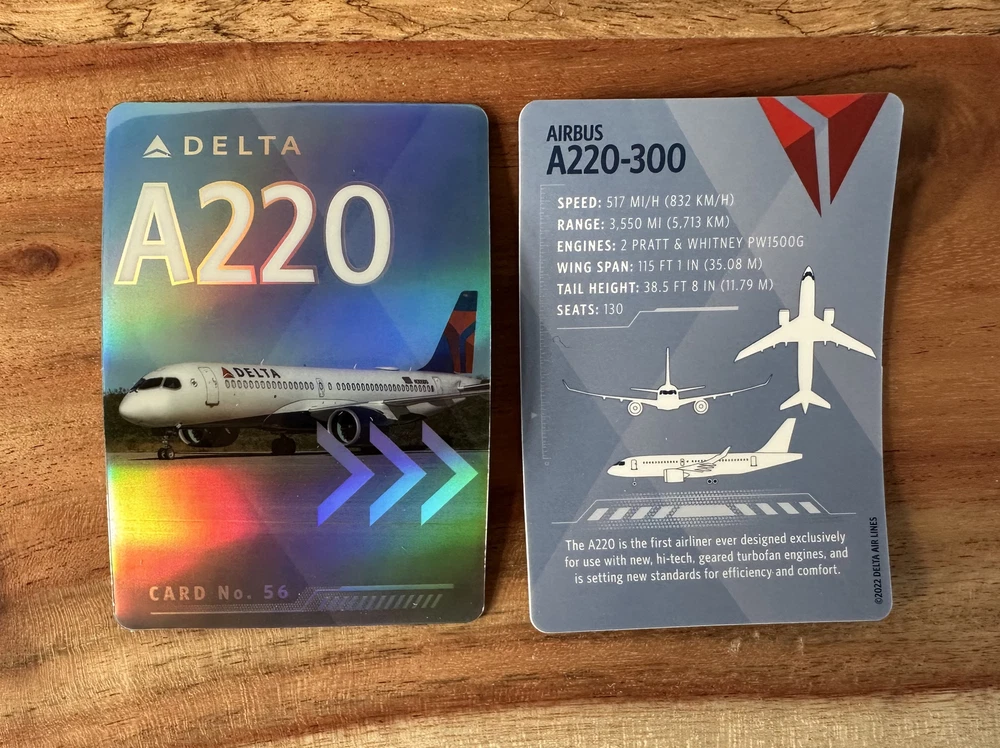 DELTA
A220
DELTA
CARD No. 56
AIRBUS
A220-300
SPEED: 517 MI/H (832 KM/H)
RANGE: 3,550 MI (5,713 KM)
ENGINES: 2 PRATT & WHITNEY PW1500G
WING SPAN: 115 FT 1 IN (35.08 M)
TAIL HEIGHT: 38.5 FT 8 IN (11.79 M)
SEATS: 130
The A220 is the first airliner ever designed exclusively
for use with new, hi-tech, geared turbofan engines, and
is setting new standards for efficiency and comfort.
©2022 DELTA AIR LINES